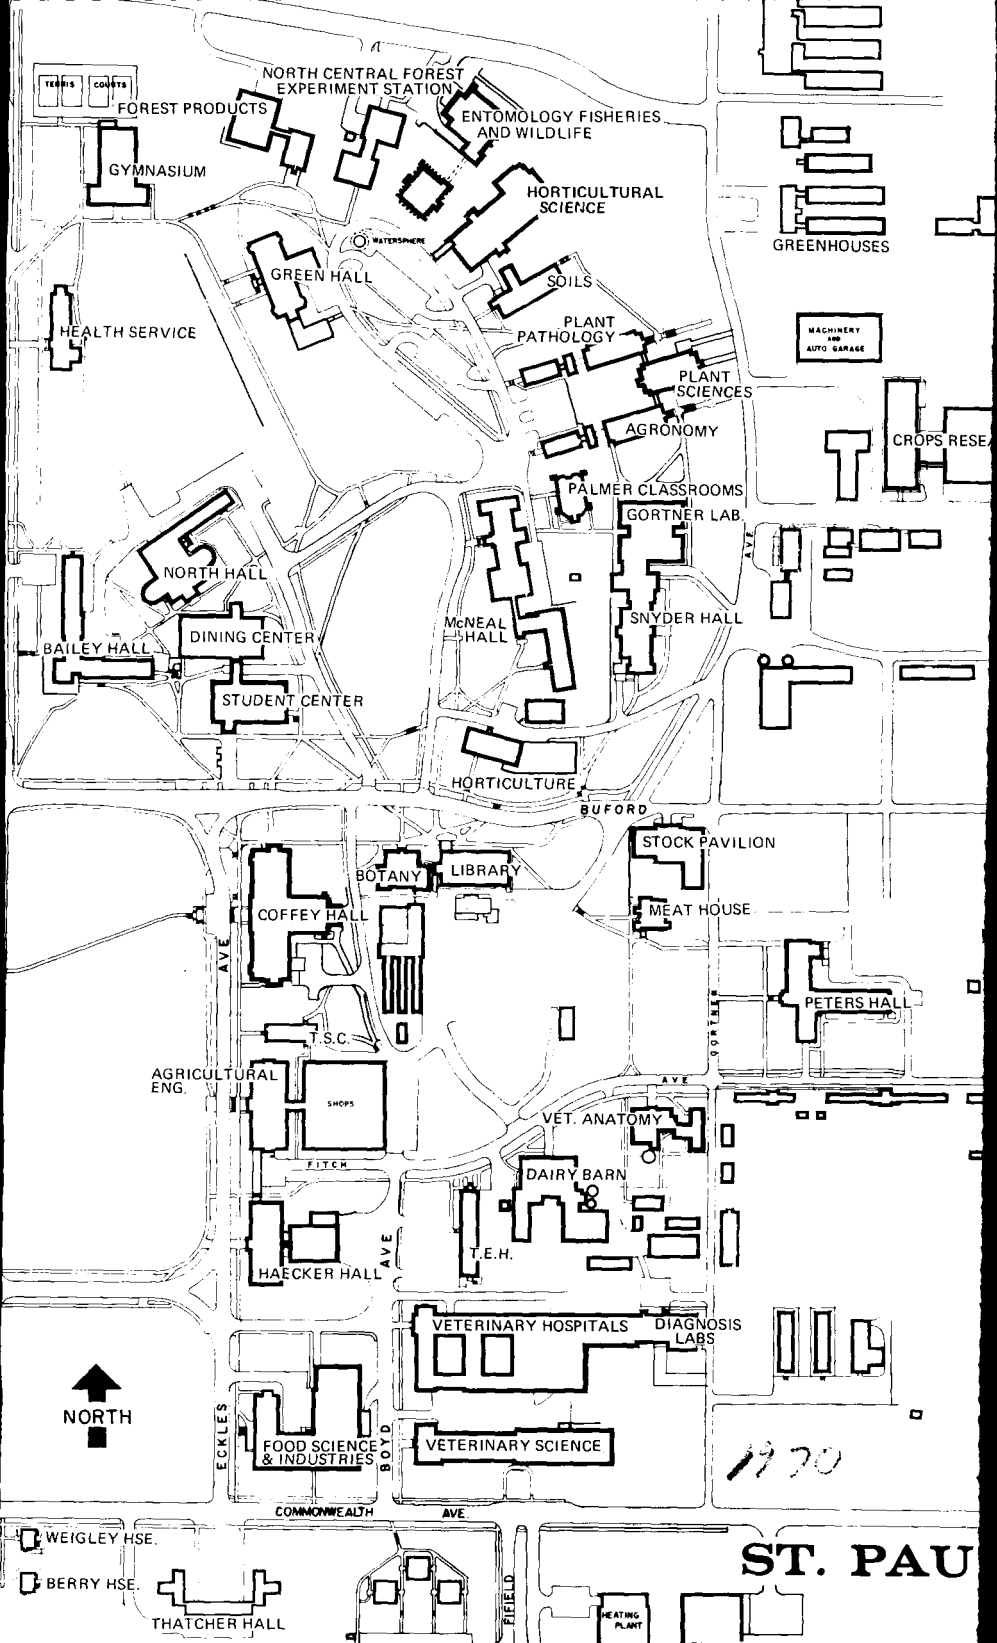 TENNIS COURTS
NORTH CENTRAL FOREST
EXPERIMENT STATION
FOREST PRODUCTS
ENTOMOLOGY FISHERIES
AND WILDLIFE
GYMNASIUM
HORTICULTURAL
SCIENCE
WATERSPHERE
GREENHOUSES
GREEN HALL
SOILS
HEALTH SERVICE
PLANT
PATHOLOGY
MACHINERY
AND
AUTO GARAGE
PLANT
SCIENCES
AGRONOMY
CROPS RESEA
PALMER CLASSROOMS
GORTNER LAB.
AVE
NORTH HALL
McNEAL
HALL
SNYDER HALL
DINING CENTER
BAILEY HALL
STUDENT CENTER
HORTICULTURE
BUFORD
STOCK PAVILION
BOTANY
LIBRARY
COFFEY HALL
MEAT HOUSE
AVE
PETERS HALL
GORTNER
T.S.C.
AGRICULTURAL
ENG.
SHOPS
AVE
VET. ANATOMY
FITCH
DAIRY BARN
AVE
T.E.H.
HAECKER HALL
VETERINARY HOSPITALS
DIAGNOSIS
LABS
NORTH
ECKLES
BOYD
FOOD SCIENCE
& INDUSTRIES
VETERINARY SCIENCE
1970
COMMONWEALTH AVE.
WEIGLEY HSE.
ST. PAU
BERRY HSE.
FIFIELD
THATCHER HALL
HEATING
PLANT